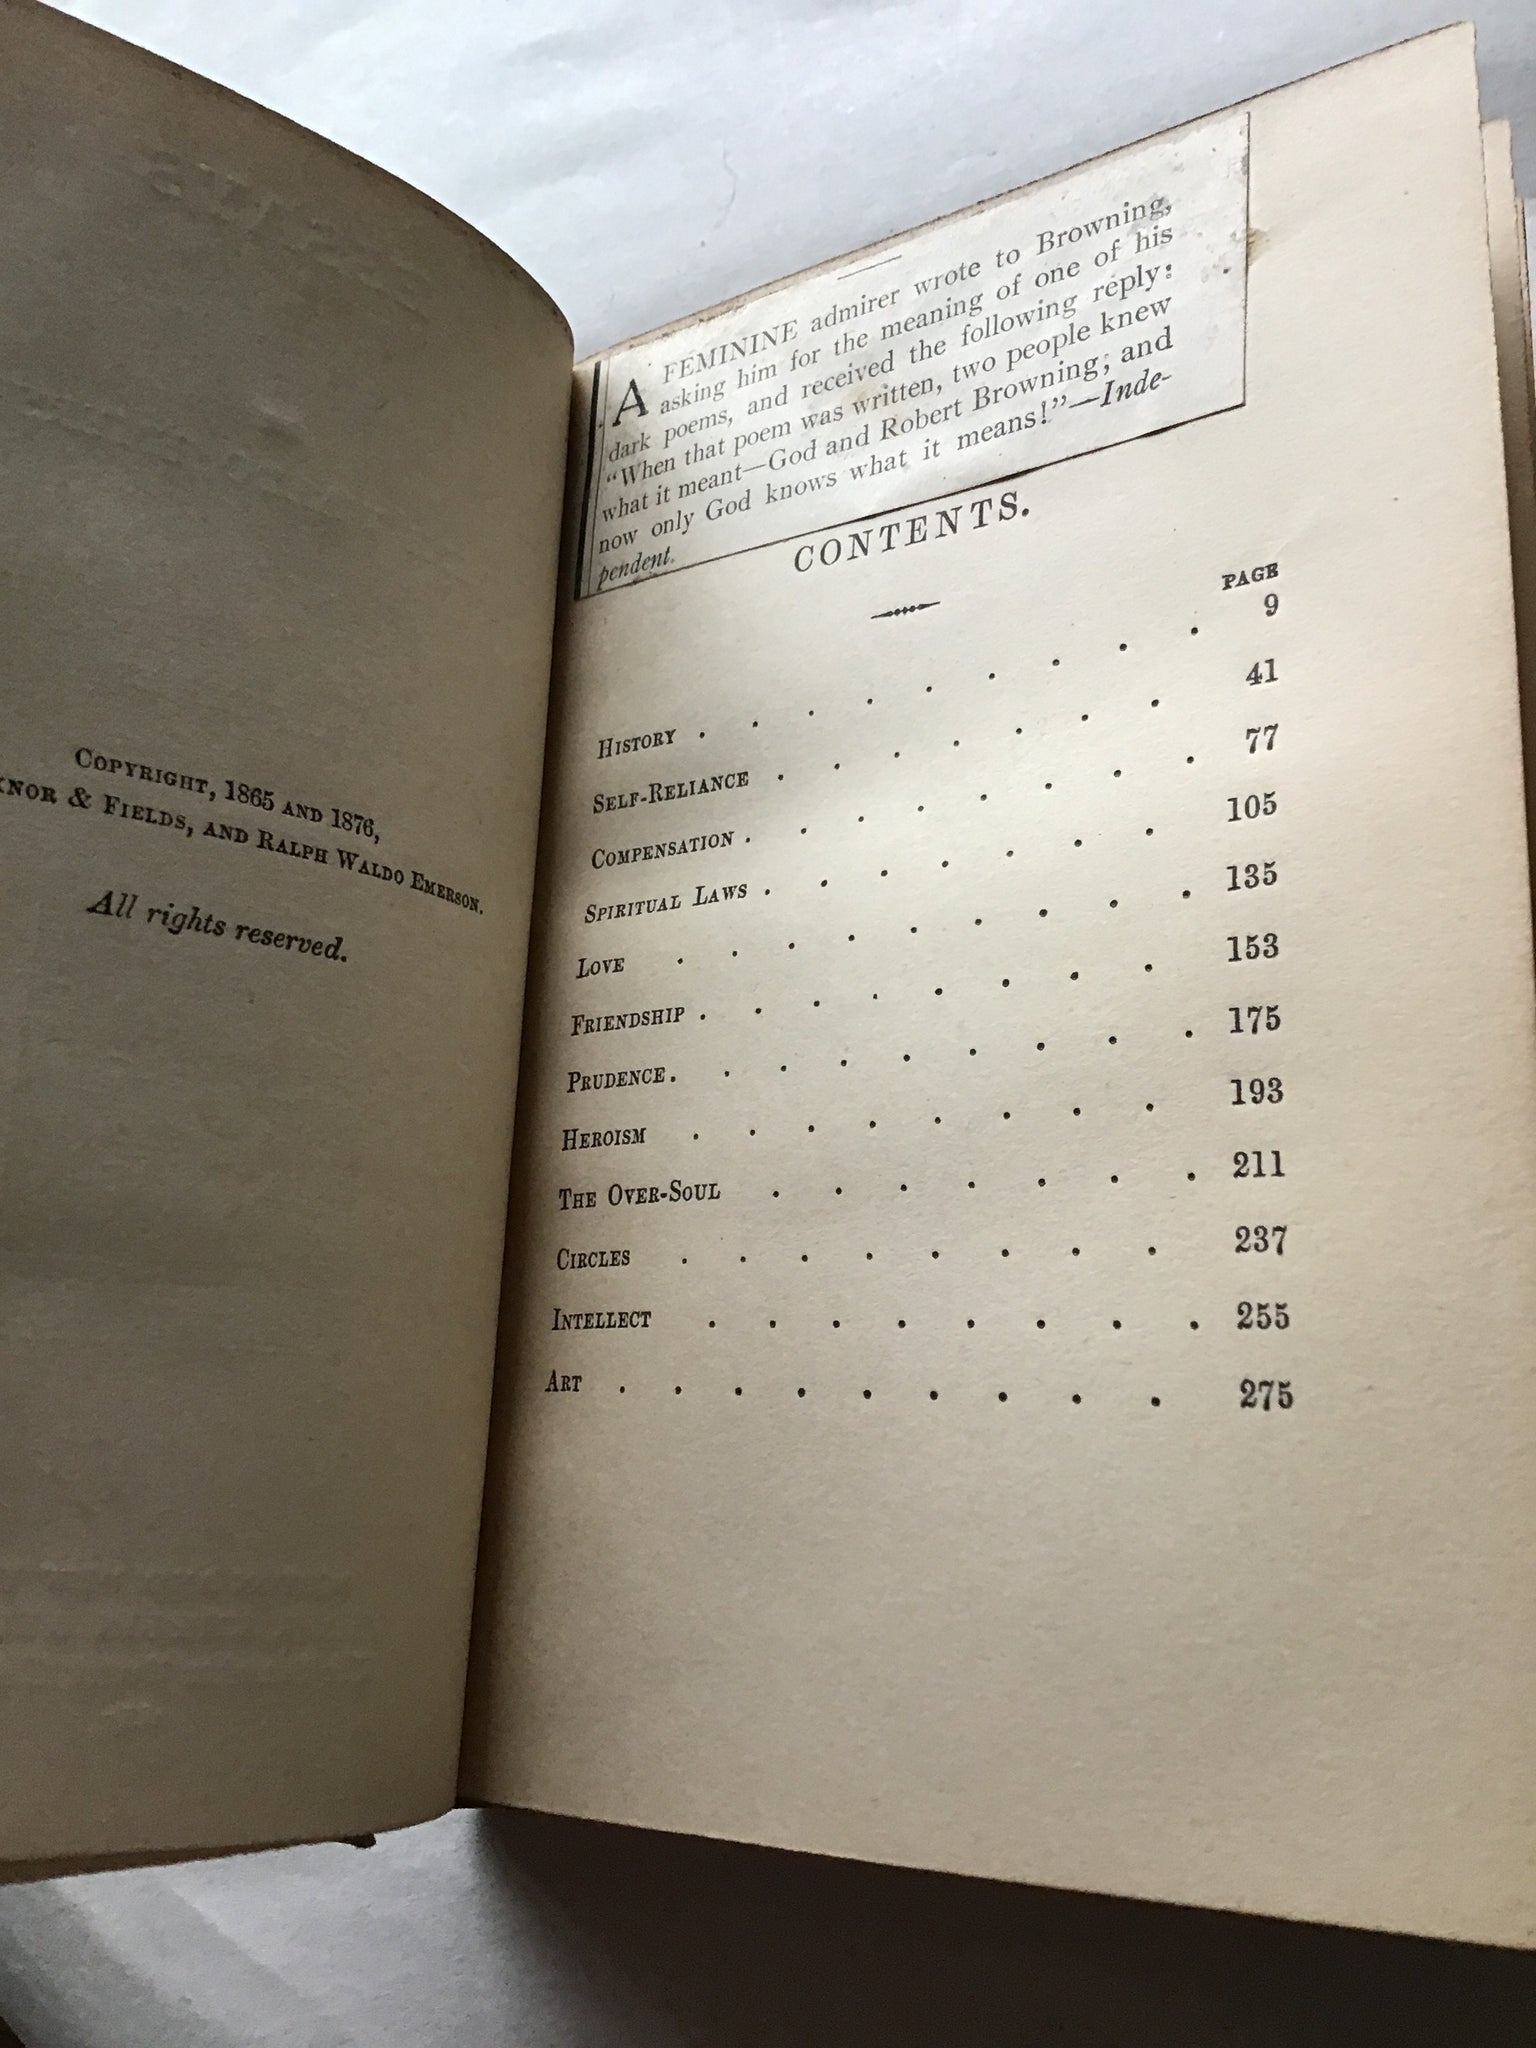 COPYRIGHT, 1865 AND 1876,
& FIELDS, AND RALPH WALDO EMERSON.
All rights reserved.
A FEMININE admirer wrote to Browning,
asking him for the meaning of one of his
dark poems, and received the following reply:
“When that poem was written, two people knew
what it meant—God and Robert Browning; and
now only God knows what it means!”—Inde-
pendent.
CONTENTS.
PAGE
HISTORY . . . . . . . . . 9
SELF-RELIANCE . . . . . . . 41
COMPENSATION . . . . . . . . 77
SPIRITUAL LAWS . . . . . . . 105
LOVE . . . . . . . . . 135
FRIENDSHIP . . . . . . . . 153
PRUDENCE . . . . . . . . . 175
HEROISM . . . . . . . . 193
THE OVER-SOUL . . . . . . . 211
CIRCLES . . . . . . . . 237
INTELLECT . . . . . . . . 255
ART . . . . . . . . . 275